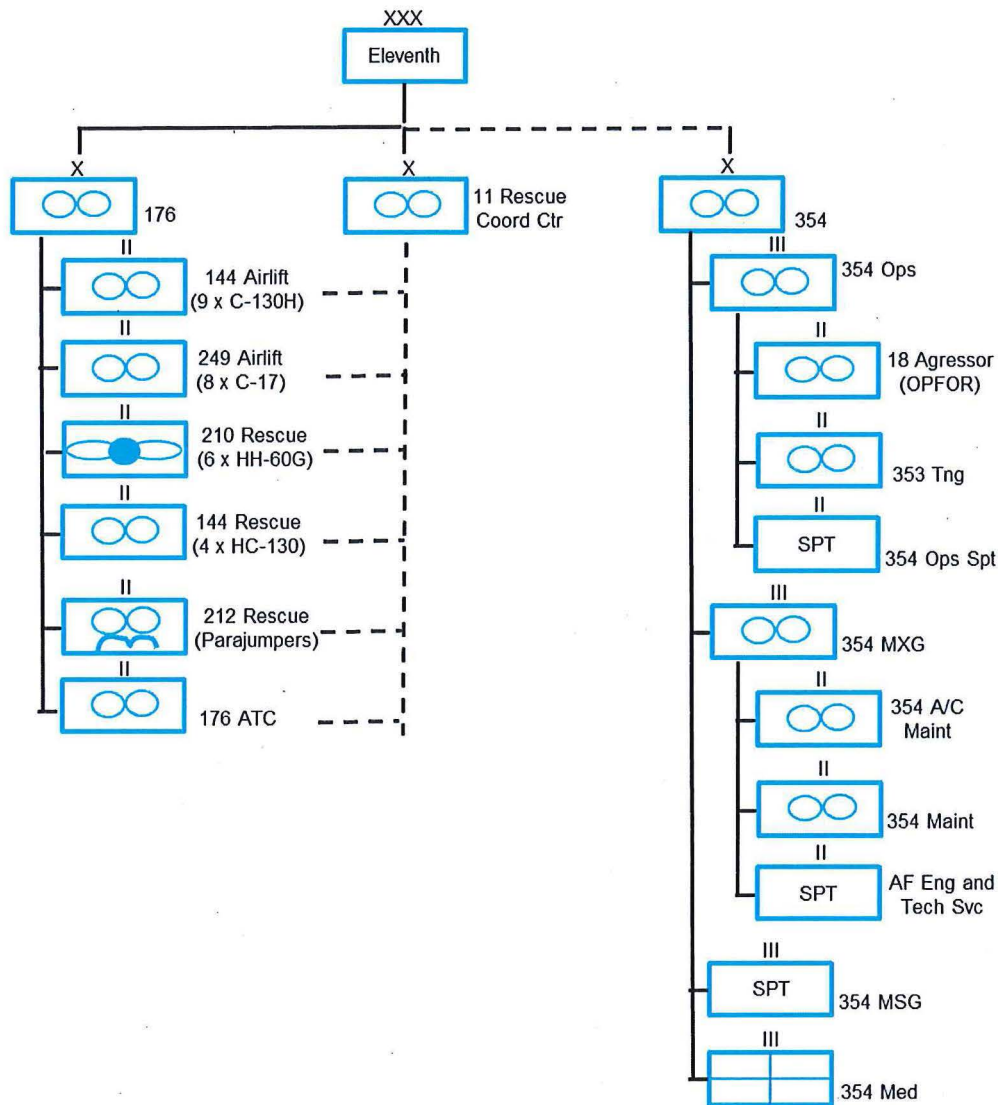 XXX
Eleventh
X
176
II
144 Airlift
(9 x C-130H)
II
249 Airlift
(8 x C-17)
II
210 Rescue
(6 x HH-60G)
II
144 Rescue
(4 x HC-130)
II
212 Rescue
(Parajumpers)
II
176 ATC
X
11 Rescue
Coord Ctr
X
354
III
354 Ops
II
18 Agressor
(OPFOR)
II
353 Tng
II
SPT
354 Ops Spt
III
354 MXG
II
354 A/C
Maint
II
354 Maint
II
SPT
AF Eng and
Tech Svc
III
SPT
354 MSG
III
354 Med